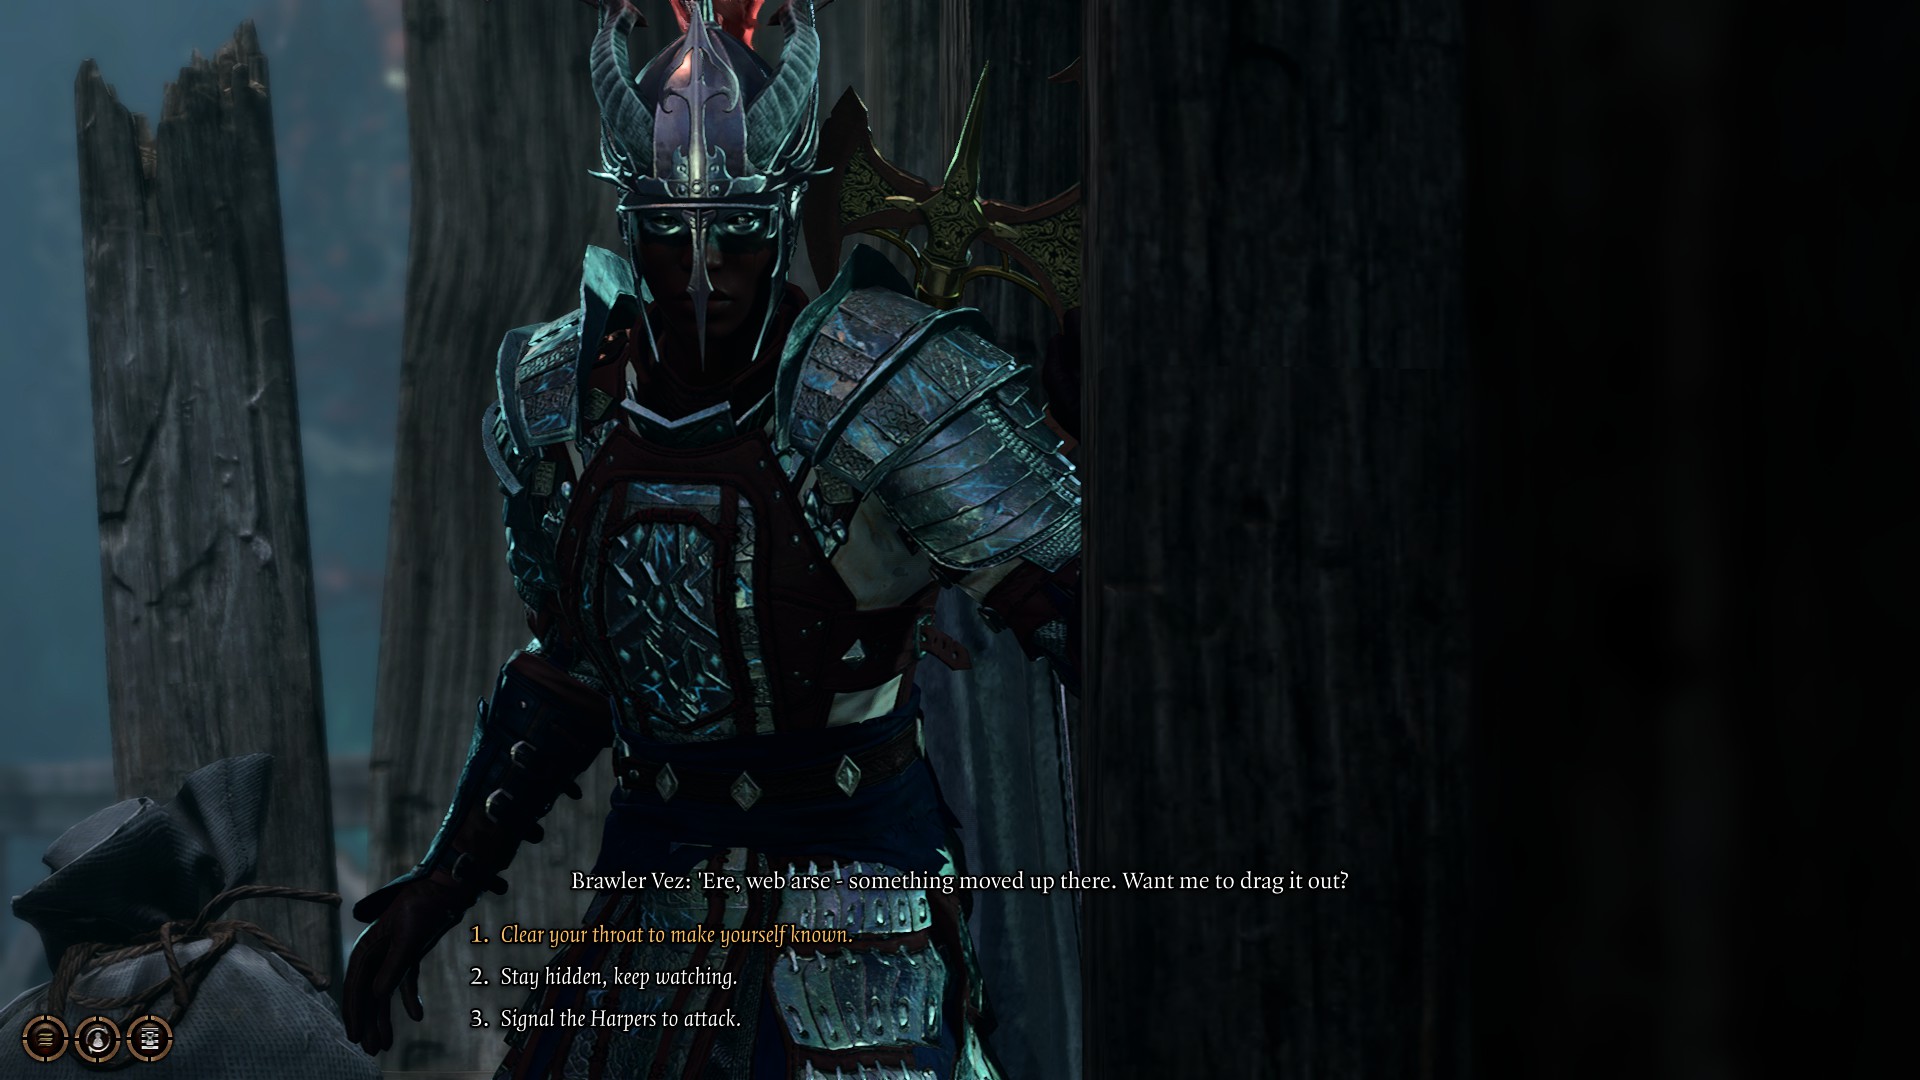 Brawler Vez: 'Ere, web arse - something moved up there. Want me to drag it out?
1. Clear your throat to make yourself known.
2. Stay hidden, keep watching.
3. Signal the Harpers to attack.